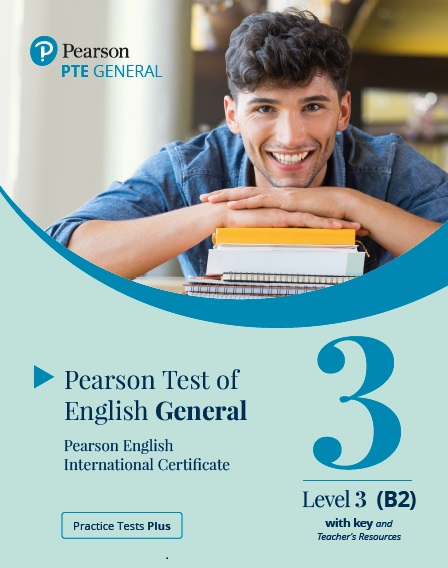 Pearson
PTE GENERAL
Pearson Test of
English General
Pearson English
International Certificate
Practice Tests Plus
3
Level 3 (B2)
with key and
Teacher's Resources